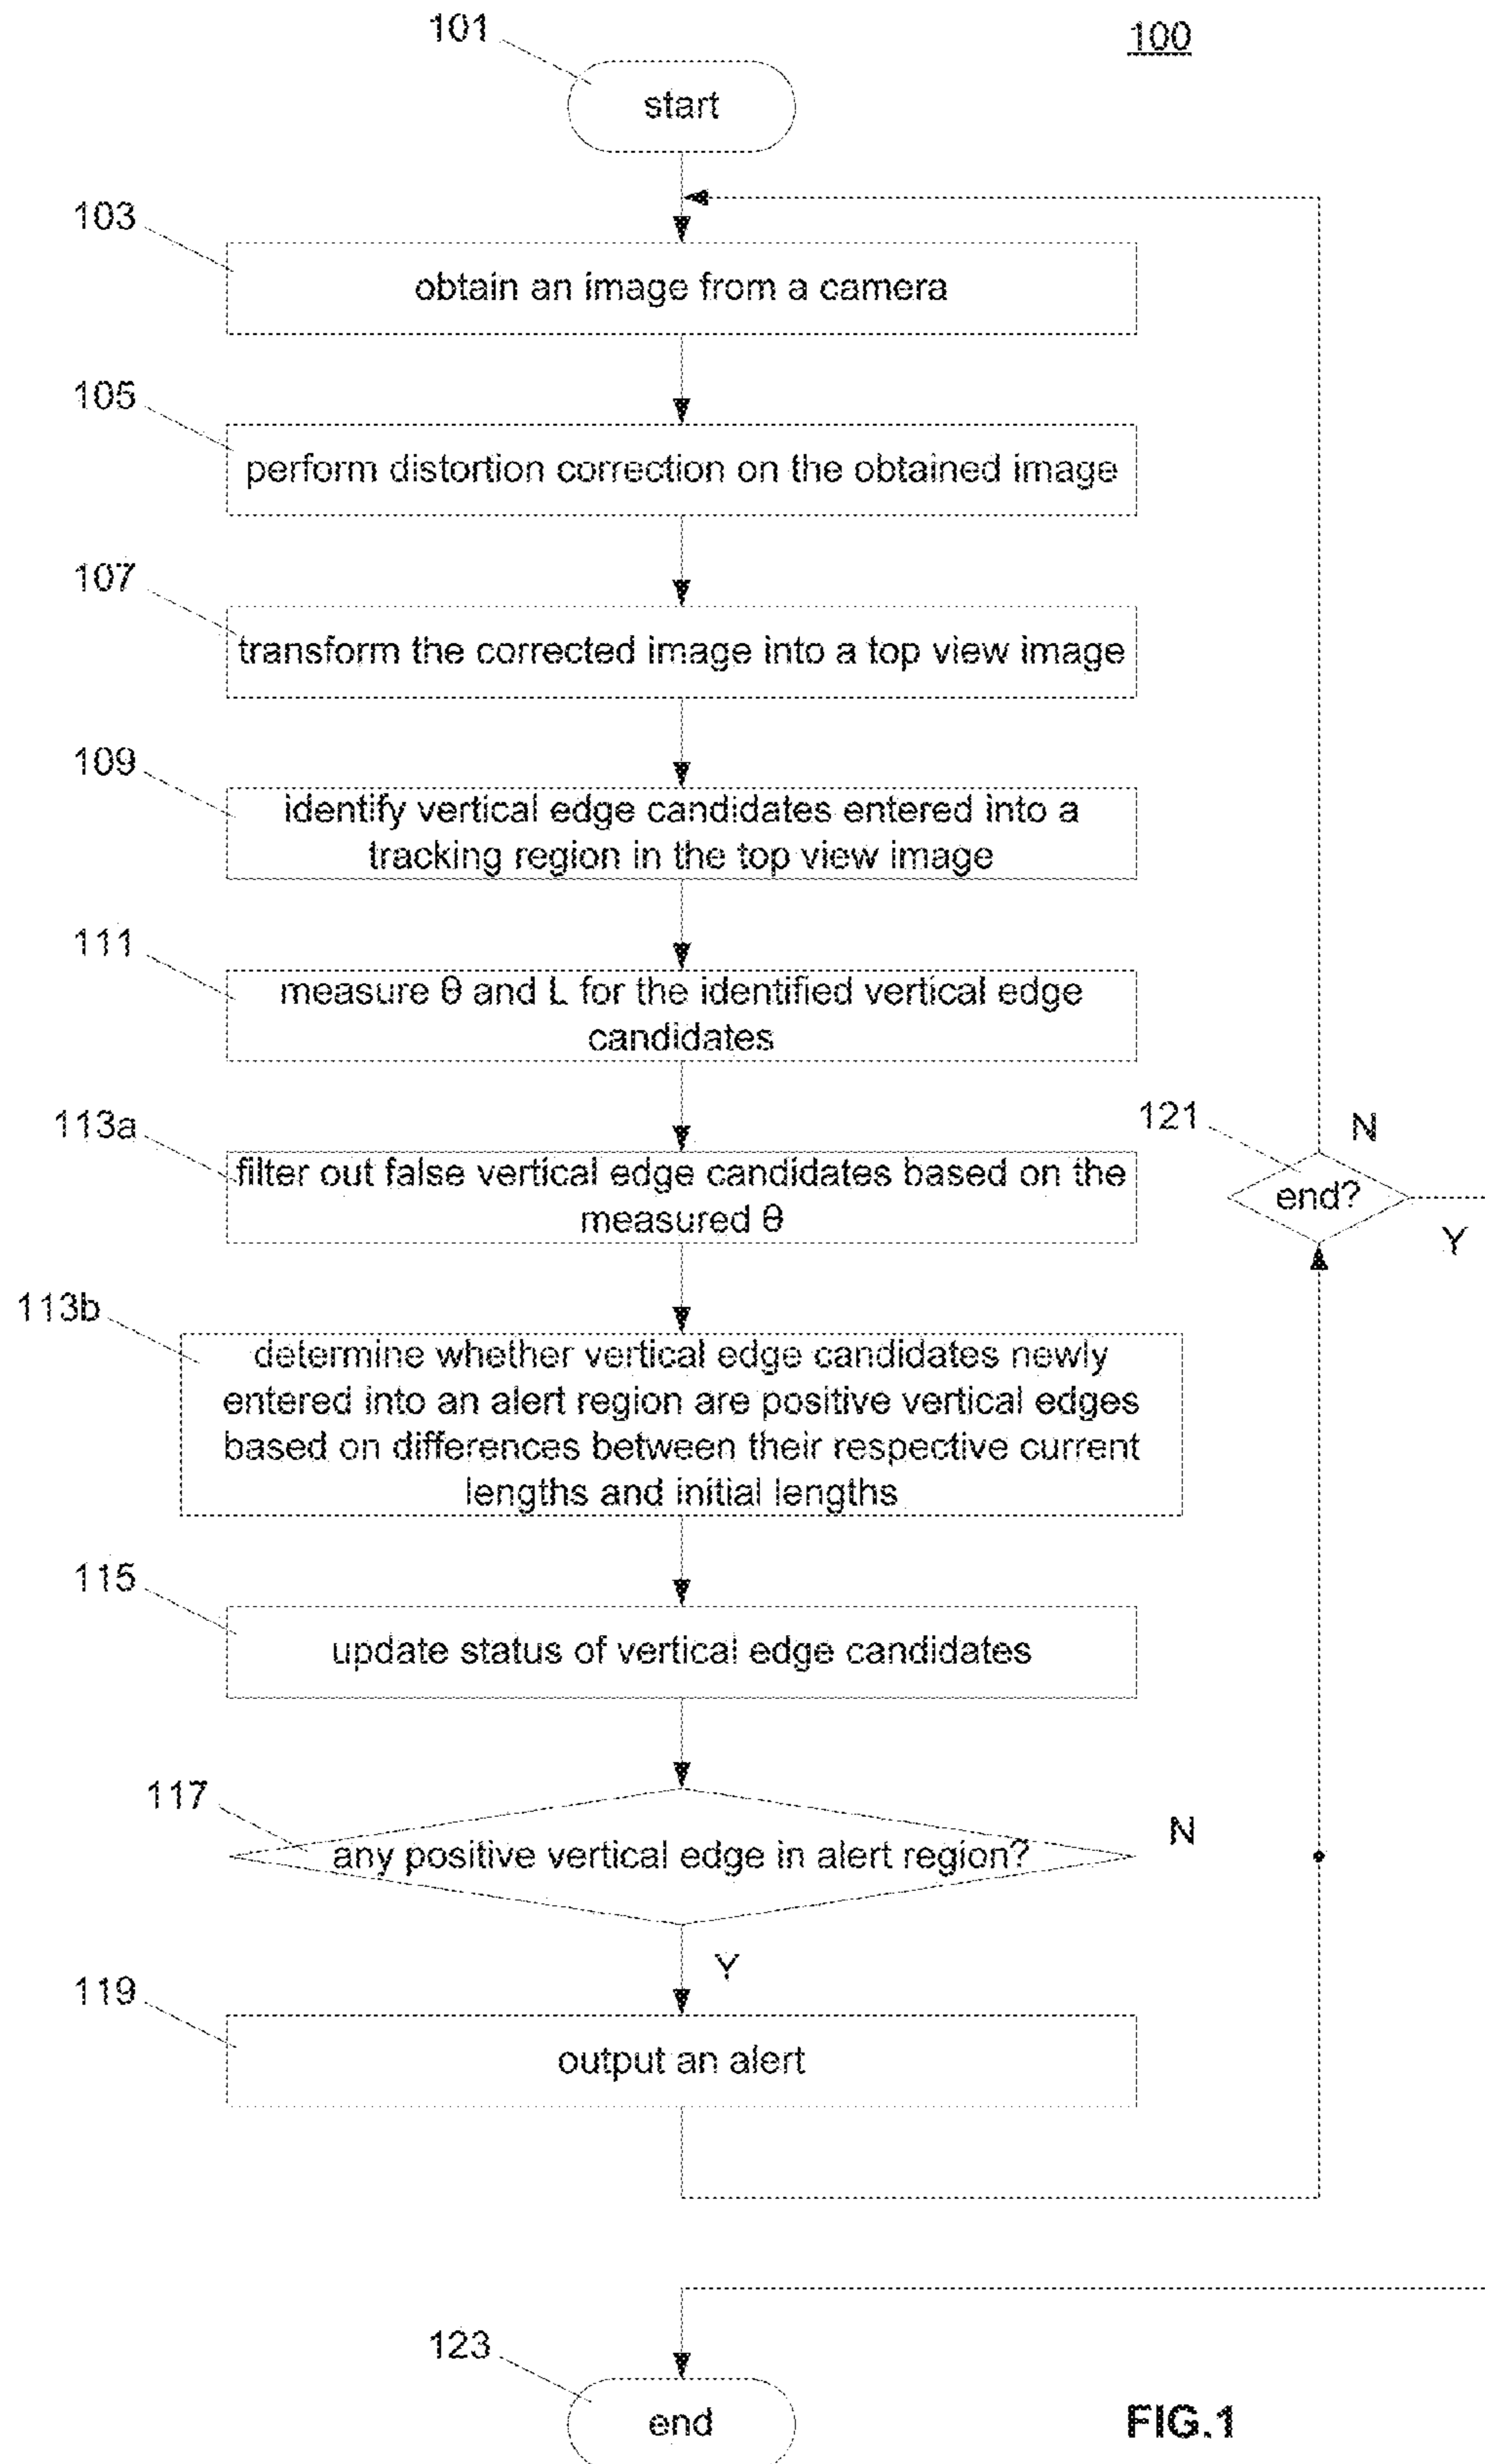 101
100
start
103
obtain an image from a camera
105
perform distortion correction on the obtained image
107
transform the corrected image into a top view image
109
identify vertical edge candidates entered into a
tracking region in the top view image
111
measure θ and L for the identified vertical edge
candidates
113a
filter out false vertical edge candidates based on the
measured θ
121
N
end?
Y
113b
determine whether vertical edge candidates newly
entered into an alert region are positive vertical edges
based on differences between their respective current
lengths and initial lengths
115
update status of vertical edge candidates
117
any positive vertical edge in alert region?
N
Y
119
output an alert
123
end
FIG.1